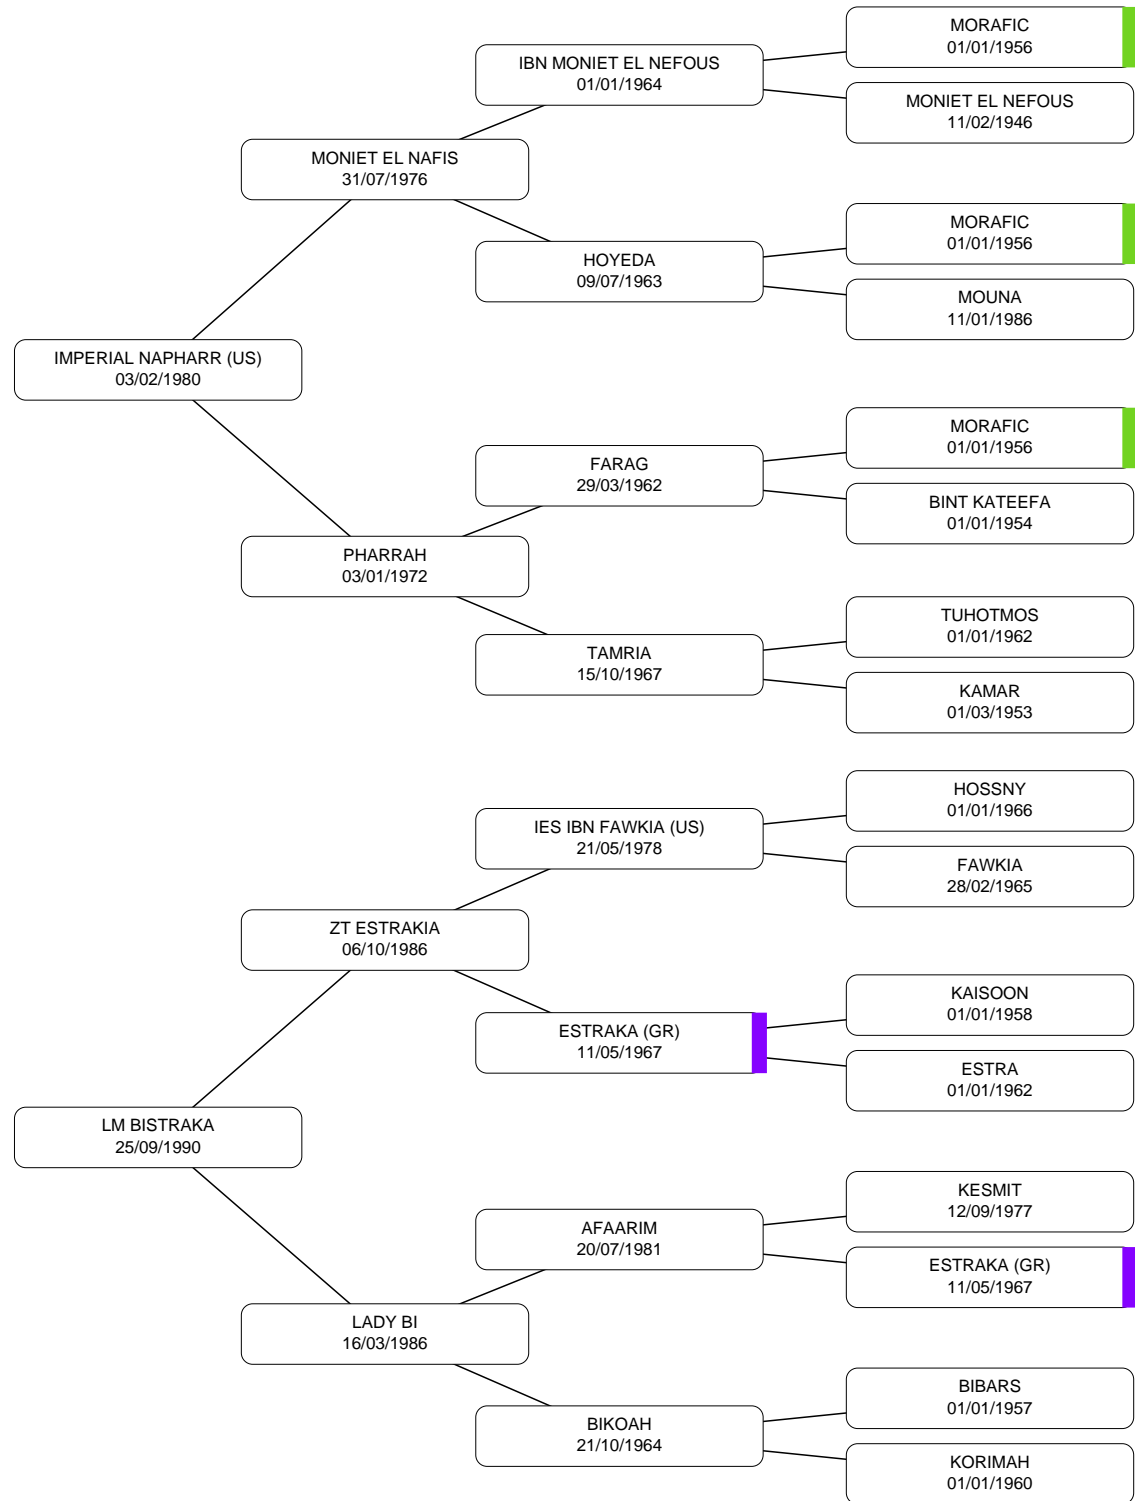 MORAFIC
01/01/1956
IBN MONIET EL NEFOUS
01/01/1964
MONIET EL NEFOUS
11/02/1946
MONIET EL NAFIS
31/07/1976
MORAFIC
01/01/1956
HOYEDA
09/07/1963
MOUNA
11/01/1986
IMPERIAL NAPHARR (US)
03/02/1980
MORAFIC
01/01/1956
FARAG
29/03/1962
BINT KATEEFA
01/01/1954
PHARRAH
03/01/1972
TUHOTMOS
01/01/1962
TAMRIA
15/10/1967
KAMAR
01/03/1953
HOSSNY
01/01/1966
IES IBN FAWKIA (US)
21/05/1978
FAWKIA
28/02/1965
ZT ESTRAKIA
06/10/1986
KAISOON
01/01/1958
ESTRAKA (GR)
11/05/1967
ESTRA
01/01/1962
LM BISTRAKA
25/09/1990
KESMIT
12/09/1977
AFAARIM
20/07/1981
ESTRAKA (GR)
11/05/1967
LADY BI
16/03/1986
BIBARS
01/01/1957
BIKOAH
21/10/1964
KORIMAH
01/01/1960